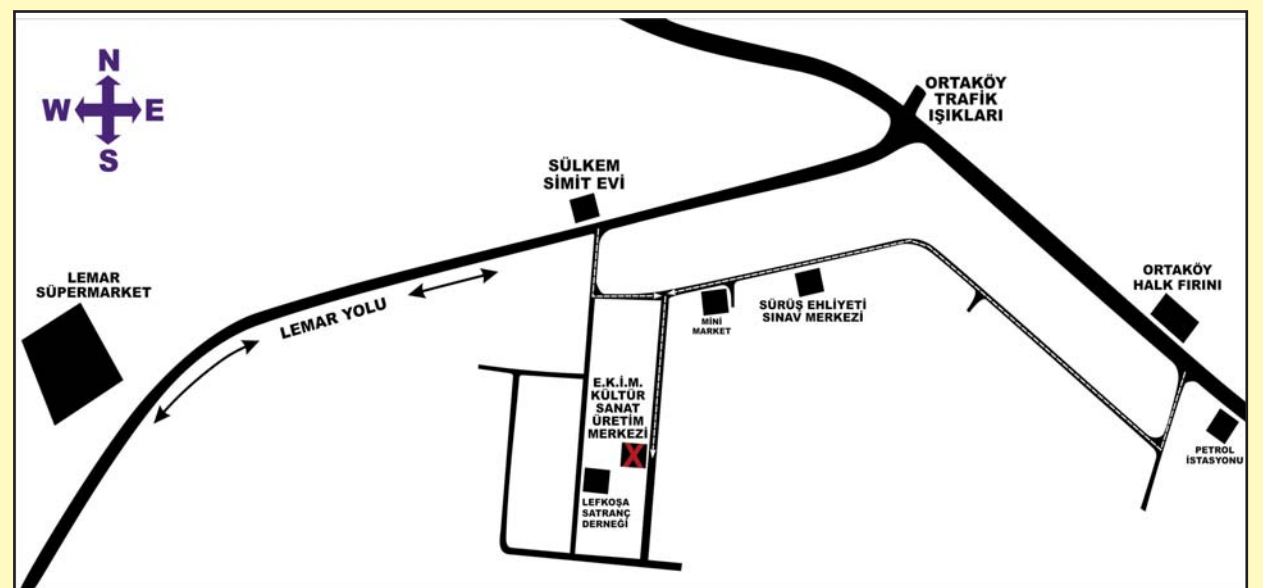 N
W E
S
ORTAKÖY
TRAFİK
IŞIKLARI
SÜLKEM
SİMİT EVİ
LEMAR
SÜPERMARKET
LEMAR YOLU
ORTAKÖY
HALK FIRINI
SÜRÜŞ EHLİYETİ
SINAV MERKEZİ
MİNİ
MARKET
E.K.İ.M.
KÜLTÜR
SANAT
ÜRETİM
MERKEZİ
X
LEFKOŞA
SATRANÇ
DERNEĞİ
PETROL
İSTASYONU